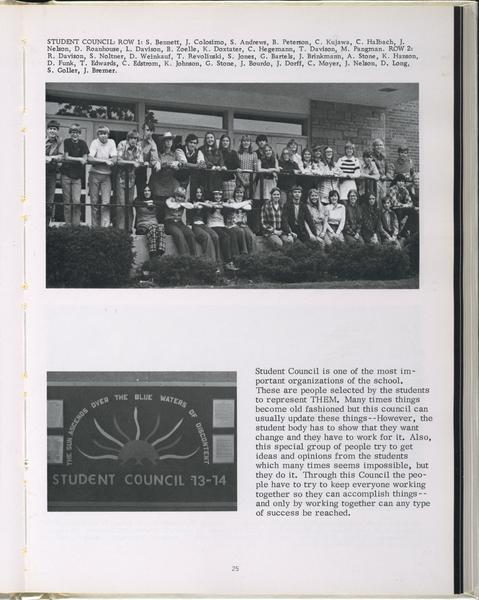 STUDENT COUNCIL: ROW 1: S. Bennett, J. Colosimo, S. Andrews, B. Peterson, C. Kujawa, C. Halbach, J.
Nelson, D. Roanhouse, L. Davison, B. Zoelle, K. Doxtater, C. Hegemann, T. Davison, M. Pangman. ROW 2:
R. Davison, S. Noltner, D. Weinkauf, T. Revolinski, S. Jones, G. Bartels, J. Brinkmann, A. Stone, K. Hanson,
D. Funk, T. Edwards, C. Edstrom, K. Johnson, G. Stone, J. Bourdo, J. Dorff, C. Moyer, J. Nelson, D. Long,
S. Goller, J. Bremer.
THE SUN ASCENDS OVER THE BLUE WATERS OF DISCONTENT
STUDENT COUNCIL 73-74
Student Council is one of the most im-
portant organizations of the school.
These are people selected by the students
to represent THEM. Many times things
become old fashioned but this council can
usually update these things--However, the
student body has to show that they want
change and they have to work for it. Also,
this special group of people try to get
ideas and opinions from the students
which many times seems impossible, but
they do it. Through this Council the peo-
ple have to try to keep everyone working
together so they can accomplish things--
and only by working together can any type
of success be reached.
25